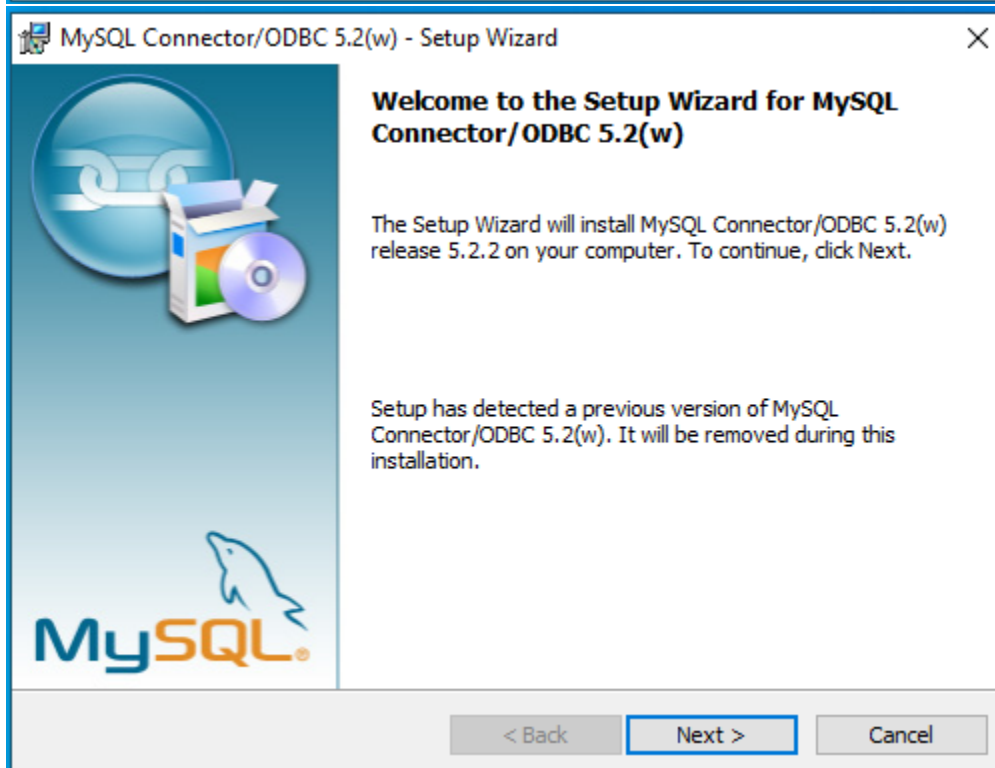 MySQL Connector/ODBC 5.2(w) - Setup Wizard
Welcome to the Setup Wizard for MySQL
Connector/ODBC 5.2(w)
The Setup Wizard will install MySQL Connector/ODBC 5.2(w)
release 5.2.2 on your computer. To continue, click Next.
Setup has detected a previous version of MySQL
Connector/ODBC 5.2(w). It will be removed during this
installation.
MySQL®
< Back
Next >
Cancel